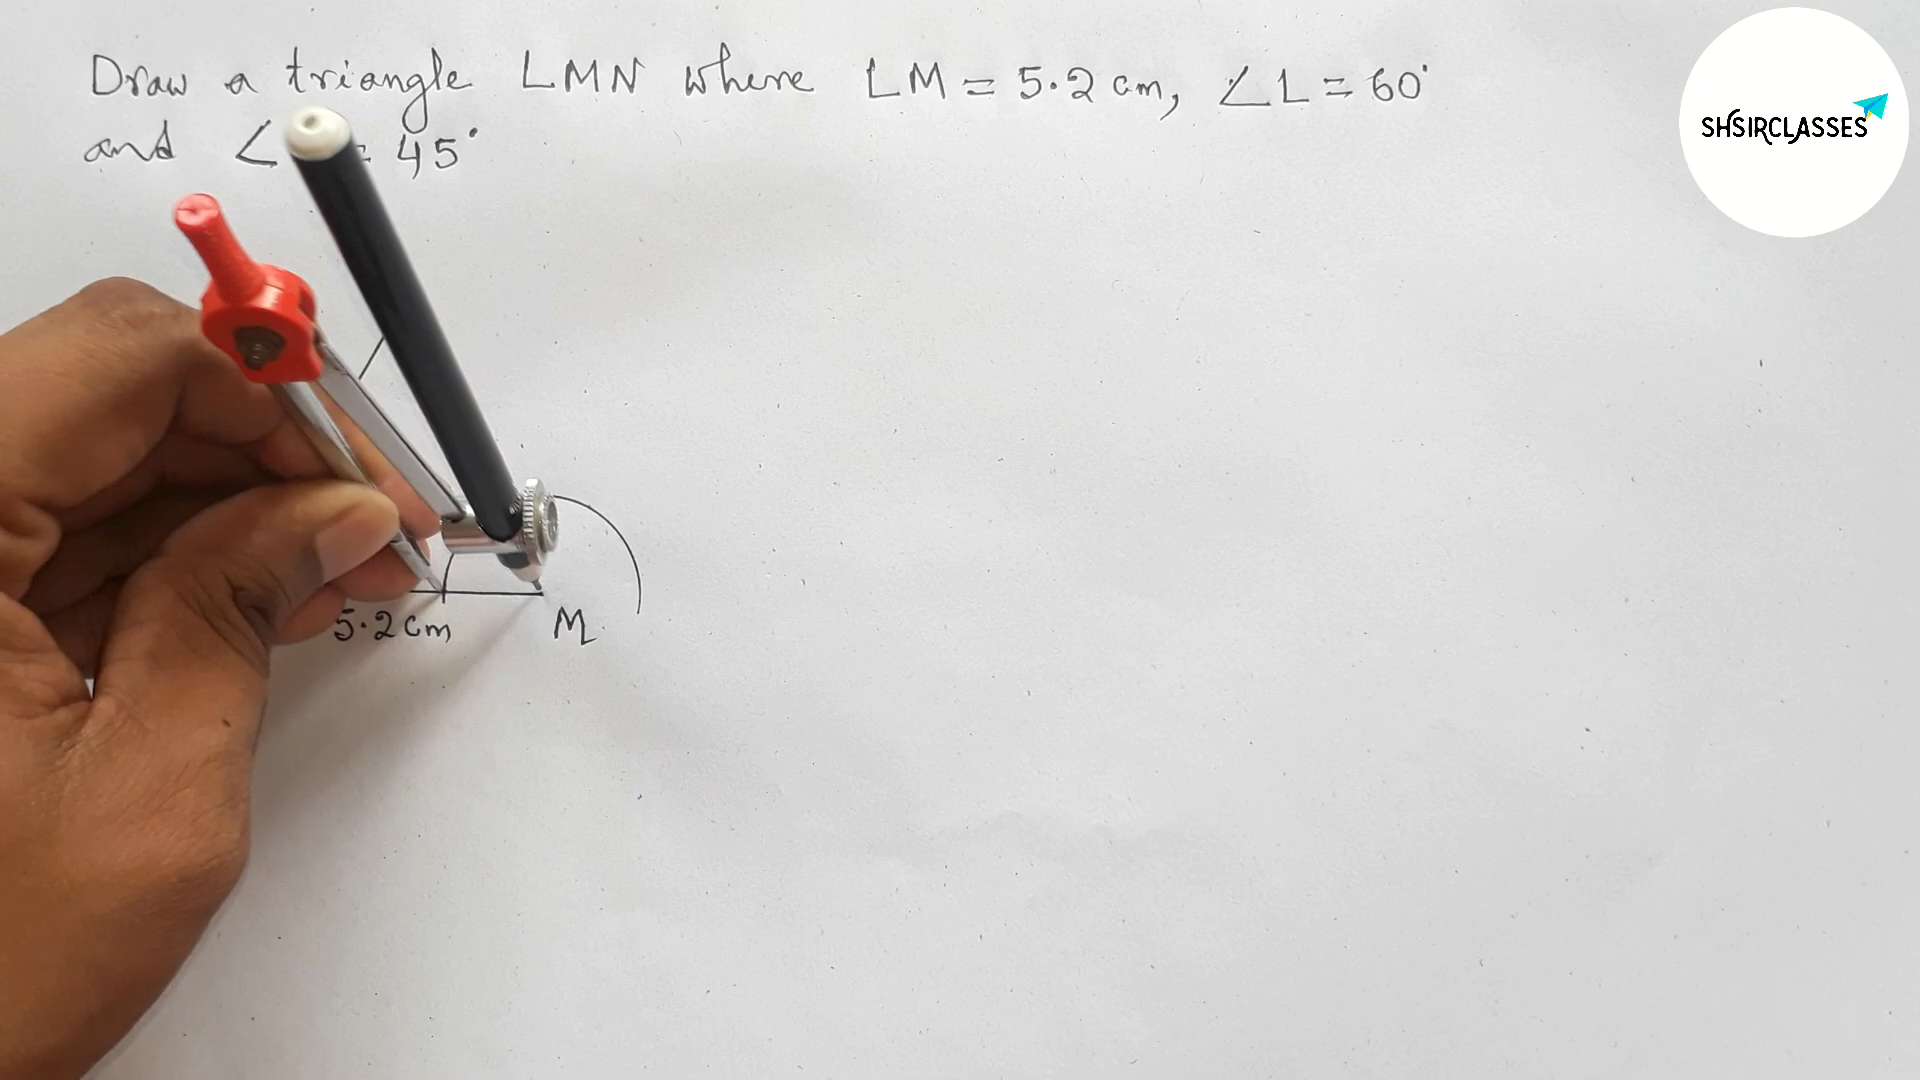 Draw a triangle LMN where LM = 5.2 cm, ∠L = 60°
and ∠ = 45°
SHSIRCLASSES
5.2 cm M